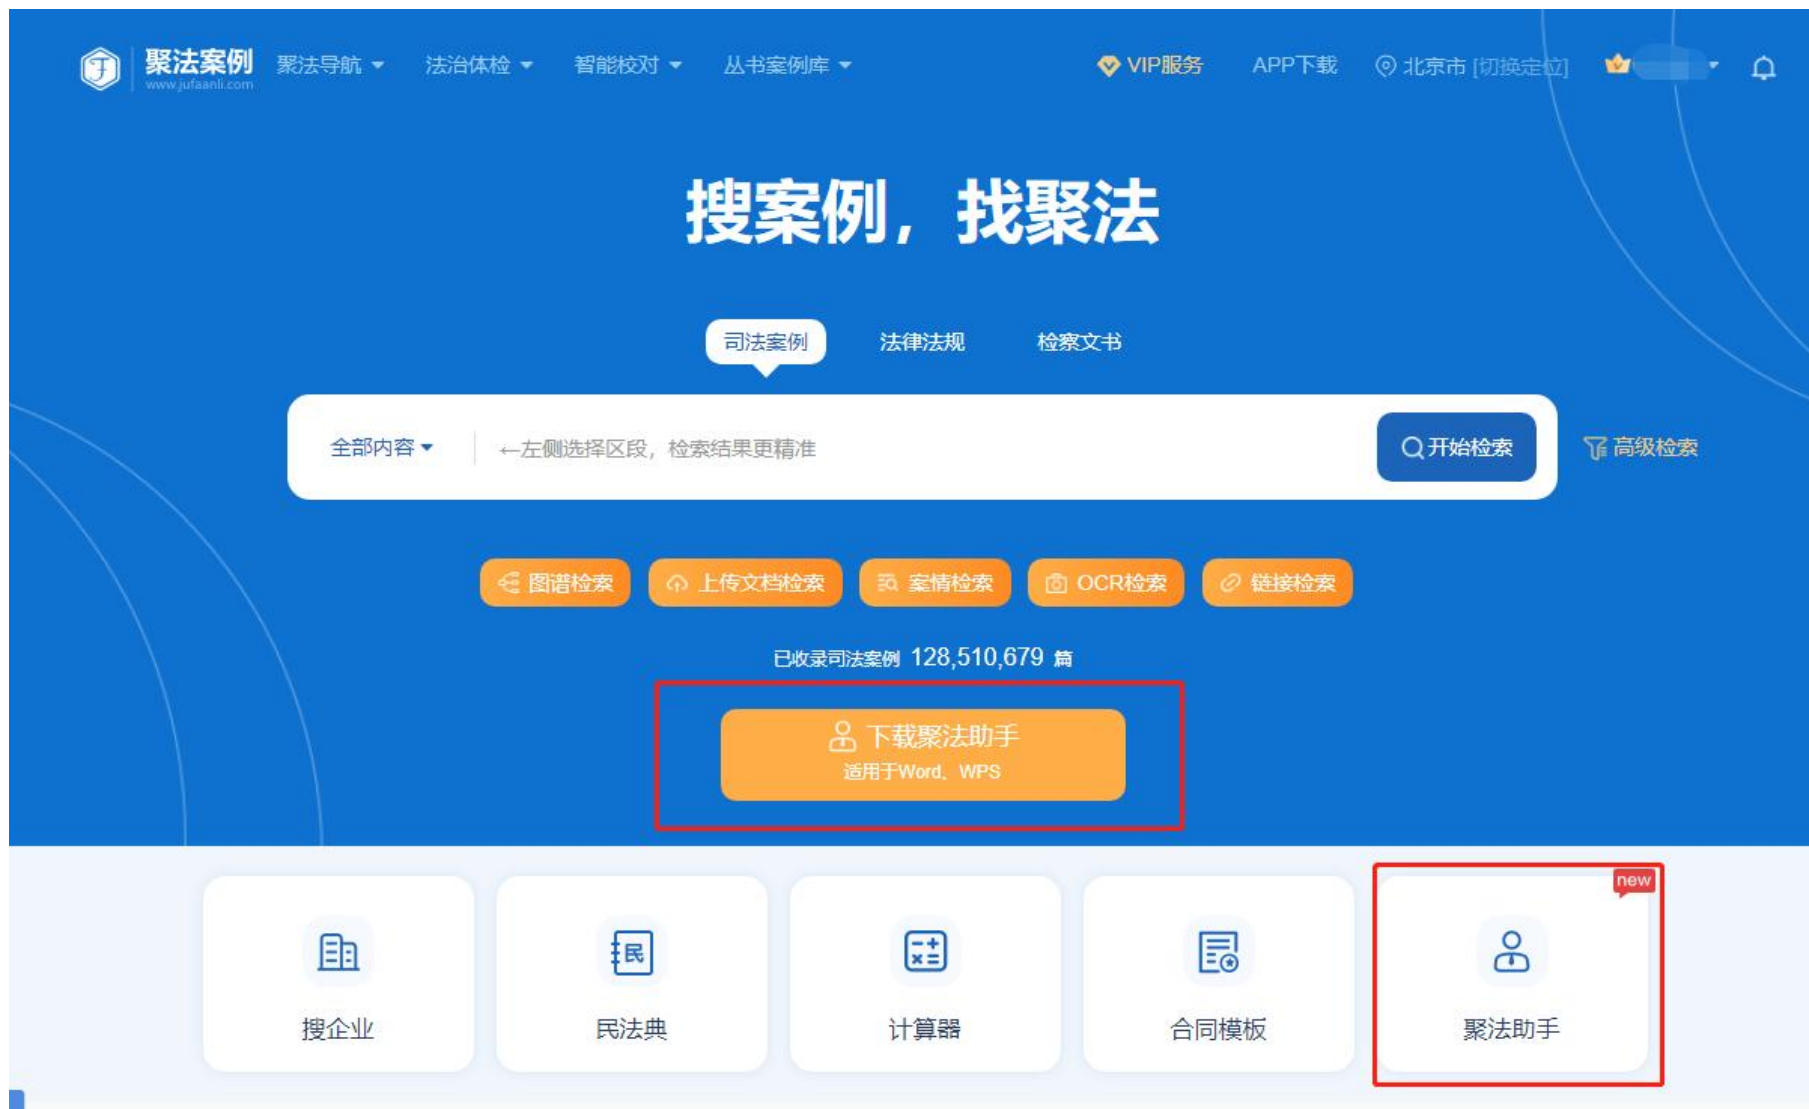 聚法案例 聚法导航 法治体检 智能校对 丛书案例库 VIP服务 APP下载 北京市 [切换定位]
www.jufaanli.com
搜案例，找聚法
司法案例 法律法规 检察文书
全部内容 ←左侧选择区段，检索结果更精准 开始检索 高级检索
图谱检索 上传文档检索 案情检索 OCR检索 链接检索
已收录司法案例 128,510,679 篇
下载聚法助手
适用于Word、WPS
new
民
搜企业 民法典 计算器 合同模板 聚法助手